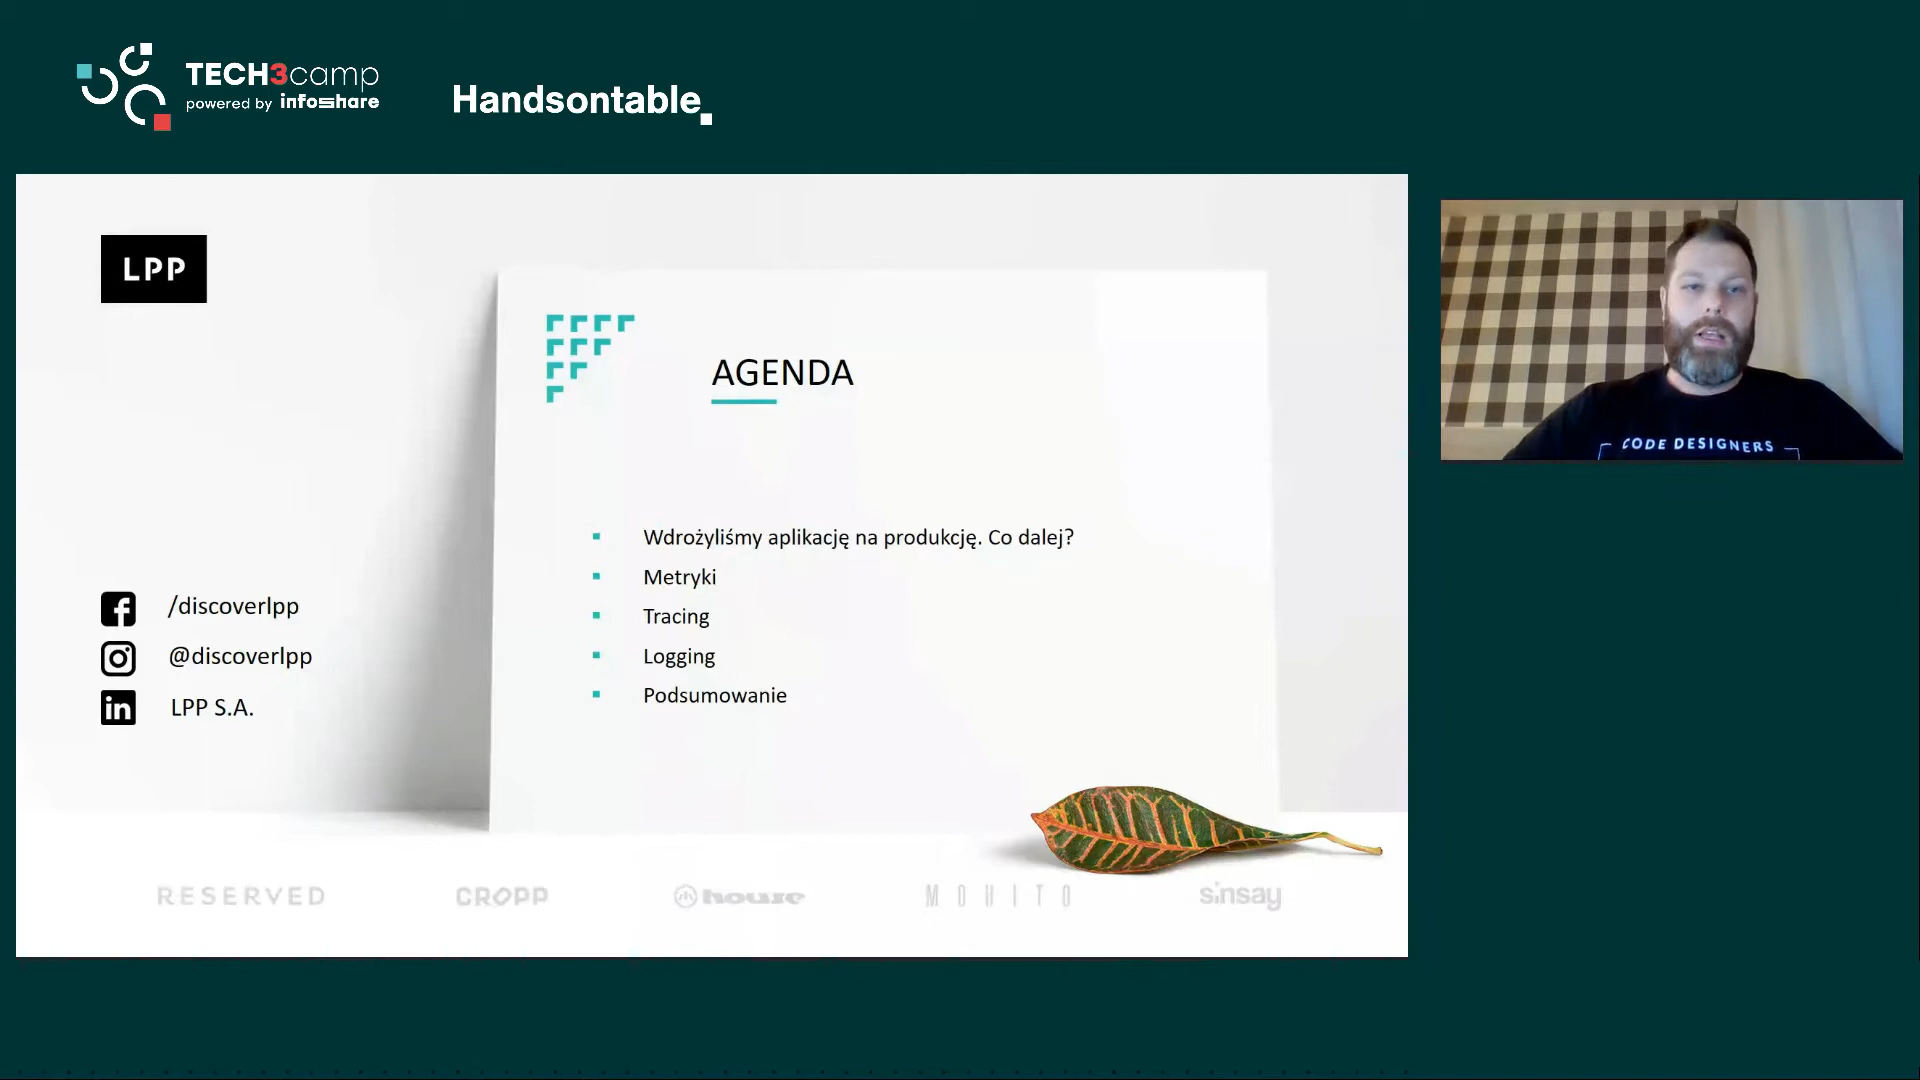 TECH3camp
powered by infoshare
Handsontable
LPP
AGENDA
Wdrożyliśmy aplikację na produkcję. Co dalej?
Metryki
Tracing
Logging
Podsumowanie
/discoverlpp
@discoverlpp
LPP S.A.
RESERVED
CROPP
house
MOHITO
sinsay
CODE DESIGNERS